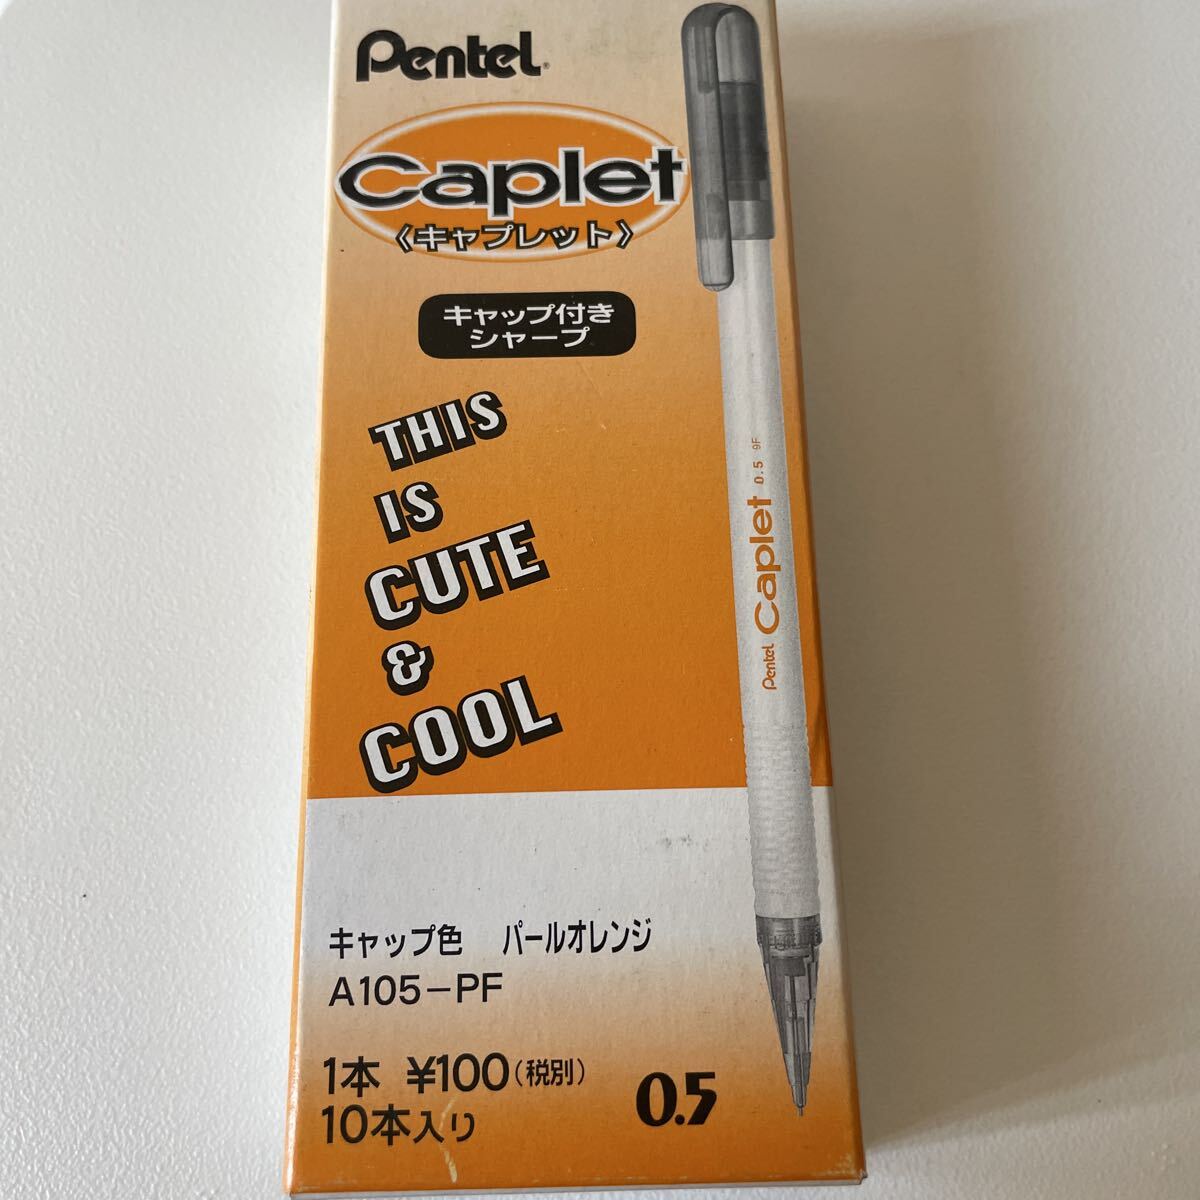 Pentel®
Caplet
〈キャプレット〉
キャップ付き
シャープ
THIS
IS
CUTE
&
COOL
Pentel Caplet 0.5 9F
キャップ色 パールオレンジ
A105-PF
1本 ¥100(税別)
10本入り
0.5